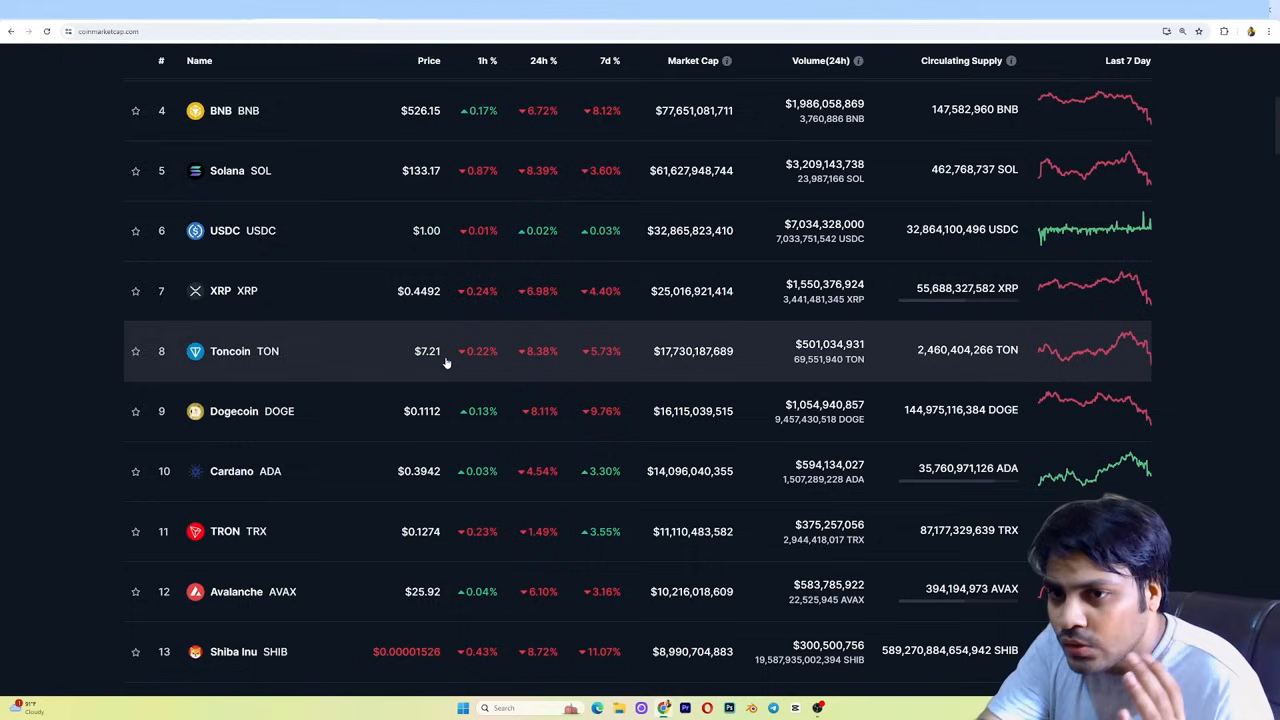 coinmarketcap.com
# Name Price 1h % 24h % 7d % Market Cap Volume(24h) Circulating Supply Last 7 Day
4 BNB BNB $526.15 0.17% 6.72% 8.12% $77,651,081,711 $1,986,058,869 147,582,960 BNB
3,760,886 BNB
5 Solana SOL $133.17 0.87% 8.39% 3.60% $61,627,948,744 $3,209,143,738 462,768,737 SOL
23,987,166 SOL
6 USDC USDC $1.00 0.01% 0.02% 0.03% $32,865,823,410 $7,034,328,000 32,864,100,496 USDC
7,033,751,542 USDC
7 XRP XRP $0.4492 0.24% 6.98% 4.40% $25,016,921,414 $1,550,376,924 55,688,327,582 XRP
3,441,481,345 XRP
8 Toncoin TON $7.21 0.22% 8.38% 5.73% $17,730,187,689 $501,034,931 2,460,404,266 TON
69,551,940 TON
9 Dogecoin DOGE $0.1112 0.13% 8.11% 9.76% $16,115,039,515 $1,054,940,857 144,975,116,384 DOGE
9,457,430,518 DOGE
10 Cardano ADA $0.3942 0.03% 4.54% 3.30% $14,096,040,355 $594,134,027 35,760,971,126 ADA
1,507,289,228 ADA
11 TRON TRX $0.1274 0.23% 1.49% 3.55% $11,110,483,582 $375,257,056 87,177,329,639 TRX
2,944,418,017 TRX
12 Avalanche AVAX $25.92 0.04% 6.10% 3.16% $10,216,018,609 $583,785,922 394,194,973 AVAX
22,525,945 AVAX
13 Shiba Inu SHIB $0.00001526 0.43% 8.72% 11.07% $8,990,704,883 $300,500,756 589,270,884,654,942 SHIB
19,587,935,002,394 SHIB
91°F
Cloudy
Search
Pr
Ps